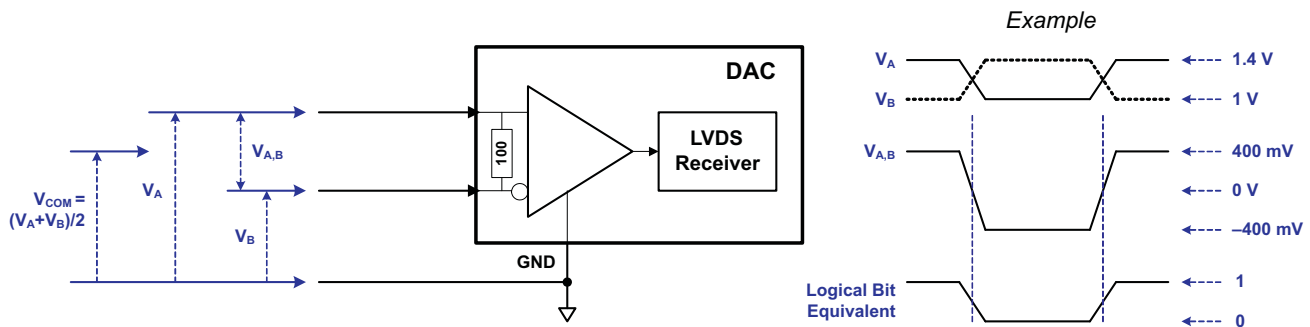 Example
DAC
V_A
1.4 V
V_B
1 V
V_A,B
100
LVDS
Receiver
V_A,B
400 mV
V_COM =
(V_A+V_B)/2
V_A
0 V
V_B
–400 mV
GND
Logical Bit
Equivalent
1
0